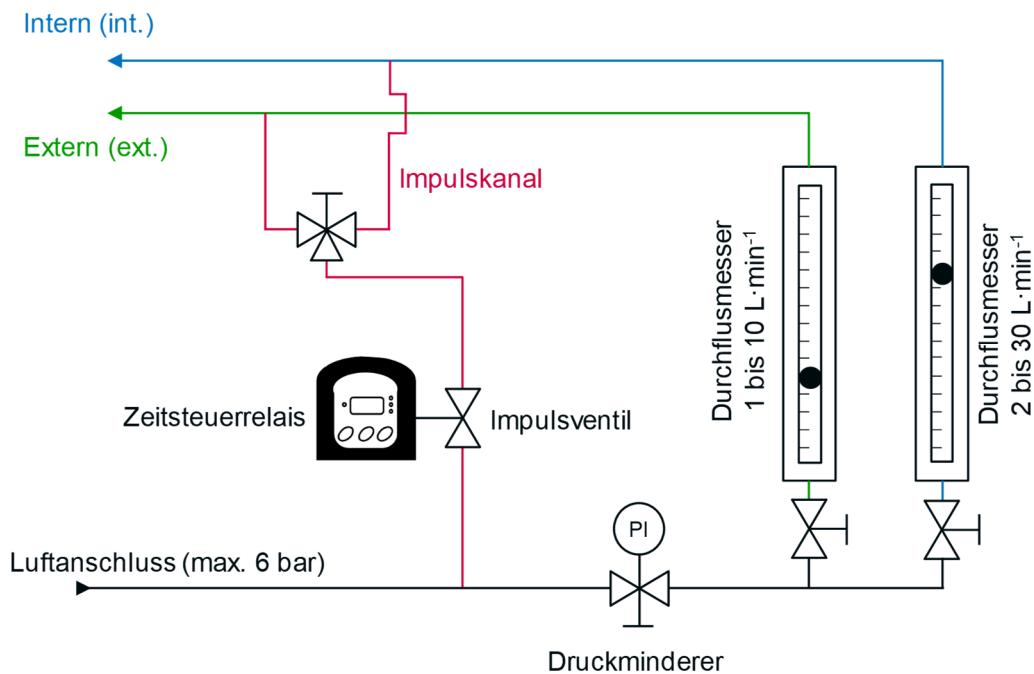 Intern (int.)
Extern (ext.)
Impulskanal
Zeitsteuerrelais
Impulsventil
Durchflusmesser
1 bis 10 L·min⁻¹
Durchflusmesser
2 bis 30 L·min⁻¹
PI
Luftanschluss (max. 6 bar)
Druckminderer